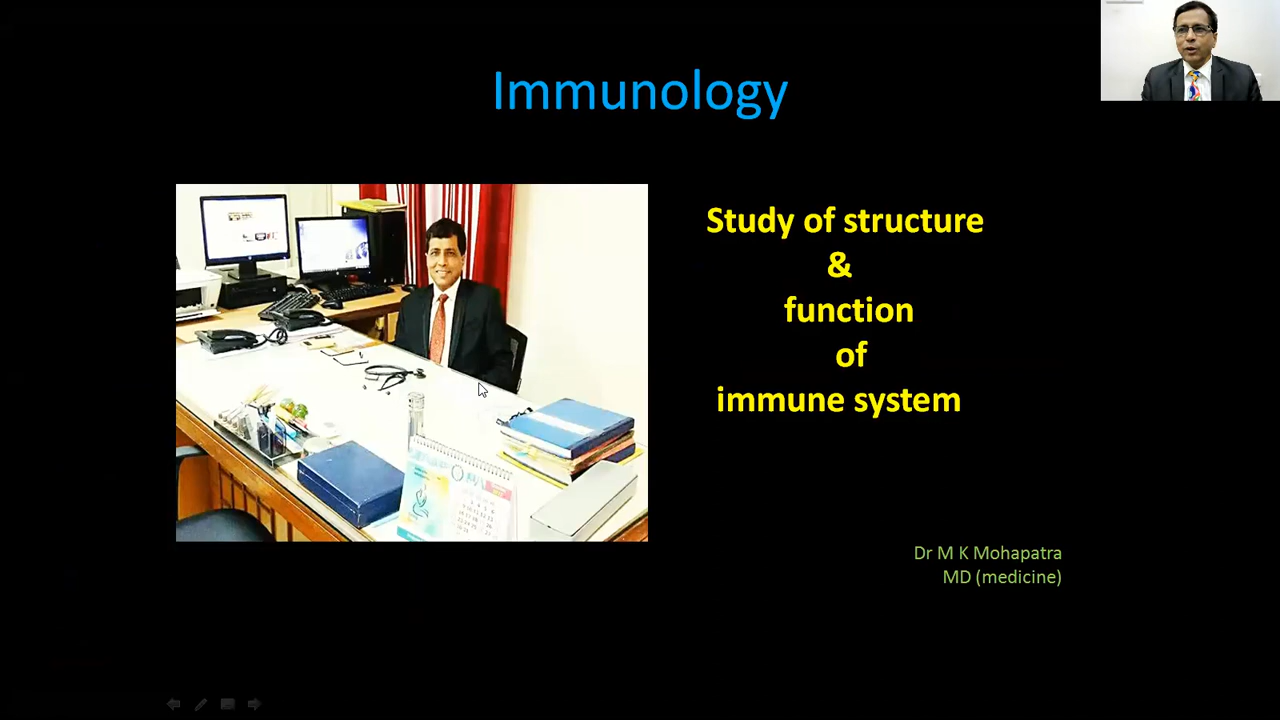 Immunology
Study of structure
&
function
of
immune system
Dr M K Mohapatra
MD (medicine)